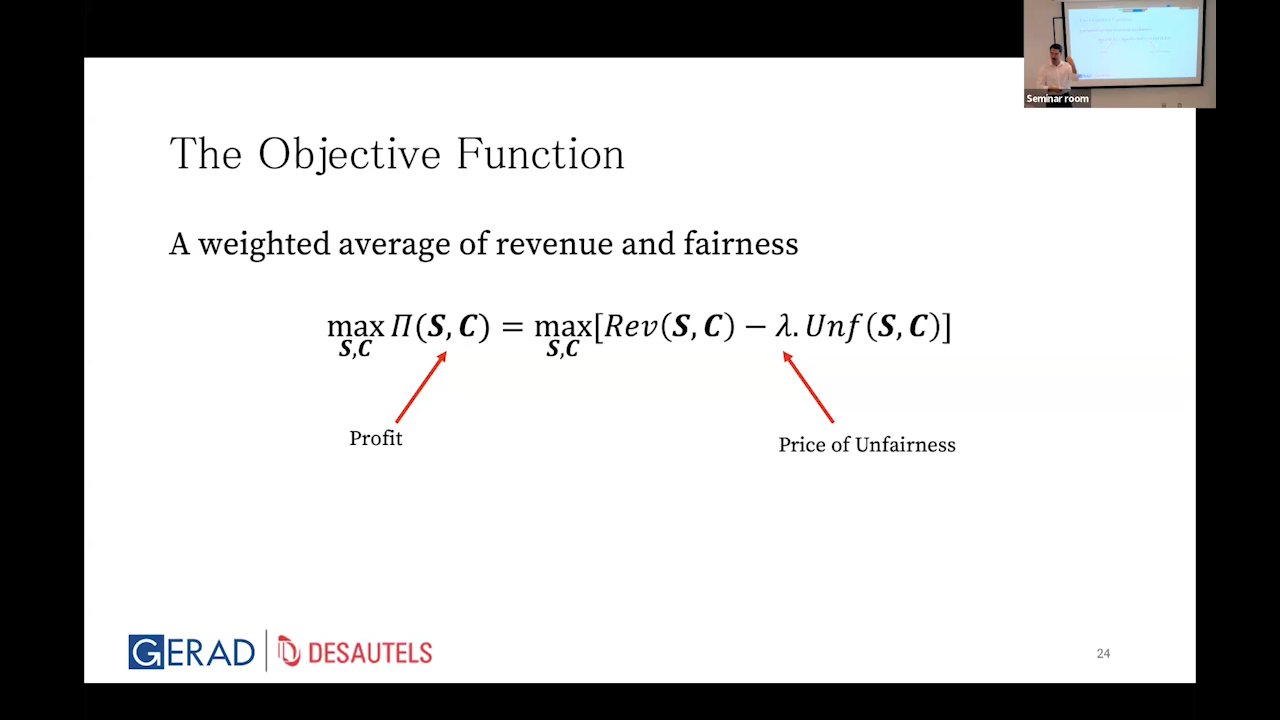 Seminar room
The Objective Function
A weighted average of revenue and fairness
max Π(S, C) = max[Rev(S, C) − λ. Unf(S, C)]
S,C S,C
Profit
Price of Unfairness
GERAD DESAUTELS
24